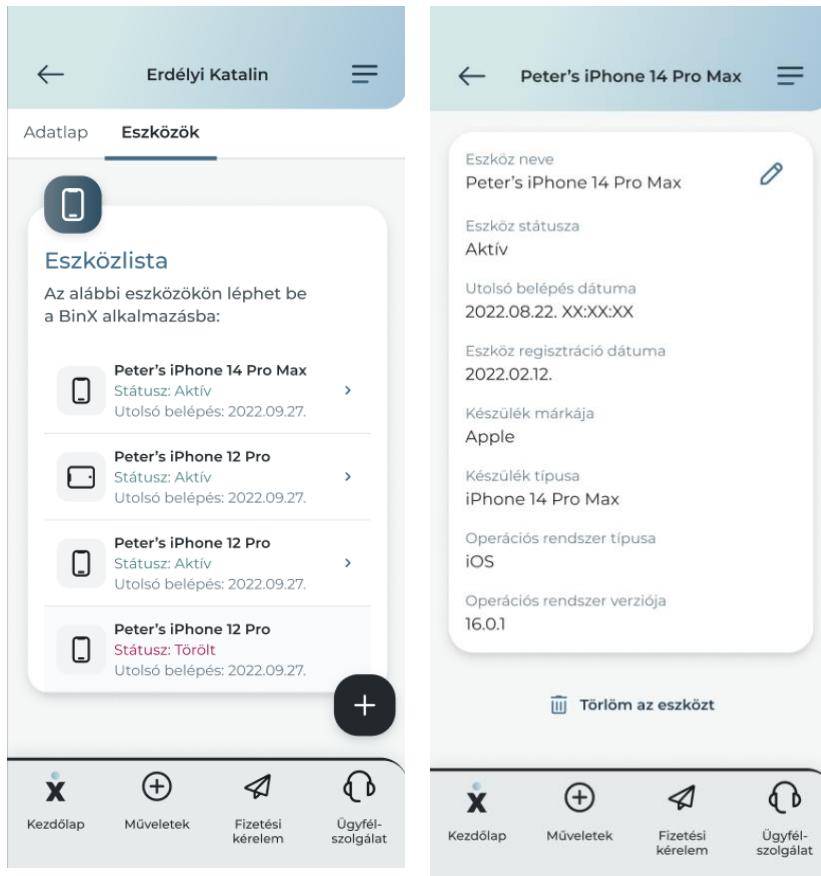 Erdélyi Katalin
Adatlap Eszközök
Eszközlista
Az alábbi eszközökön léphet be
a BinX alkalmazásba:
Peter's iPhone 14 Pro Max
Státusz: Aktív
Utolsó belépés: 2022.09.27.
Peter's iPhone 12 Pro
Státusz: Aktív
Utolsó belépés: 2022.09.27.
Peter's iPhone 12 Pro
Státusz: Aktív
Utolsó belépés: 2022.09.27.
Peter's iPhone 12 Pro
Státusz: Törölt
Utolsó belépés: 2022.09.27.
Kezdőlap Műveletek Fizetési kérelem Ügyfél-
szolgálat
Peter's iPhone 14 Pro Max
Eszköz neve
Peter's iPhone 14 Pro Max
Eszköz státusza
Aktív
Utolsó belépés dátuma
2022.08.22. XX:XX:XX
Eszköz regisztráció dátuma
2022.02.12.
Készülék márkája
Apple
Készülék típusa
iPhone 14 Pro Max
Operációs rendszer típusa
iOS
Operációs rendszer verziója
16.0.1
Törlöm az eszközt
Kezdőlap Műveletek Fizetési kérelem Ügyfél-
szolgálat